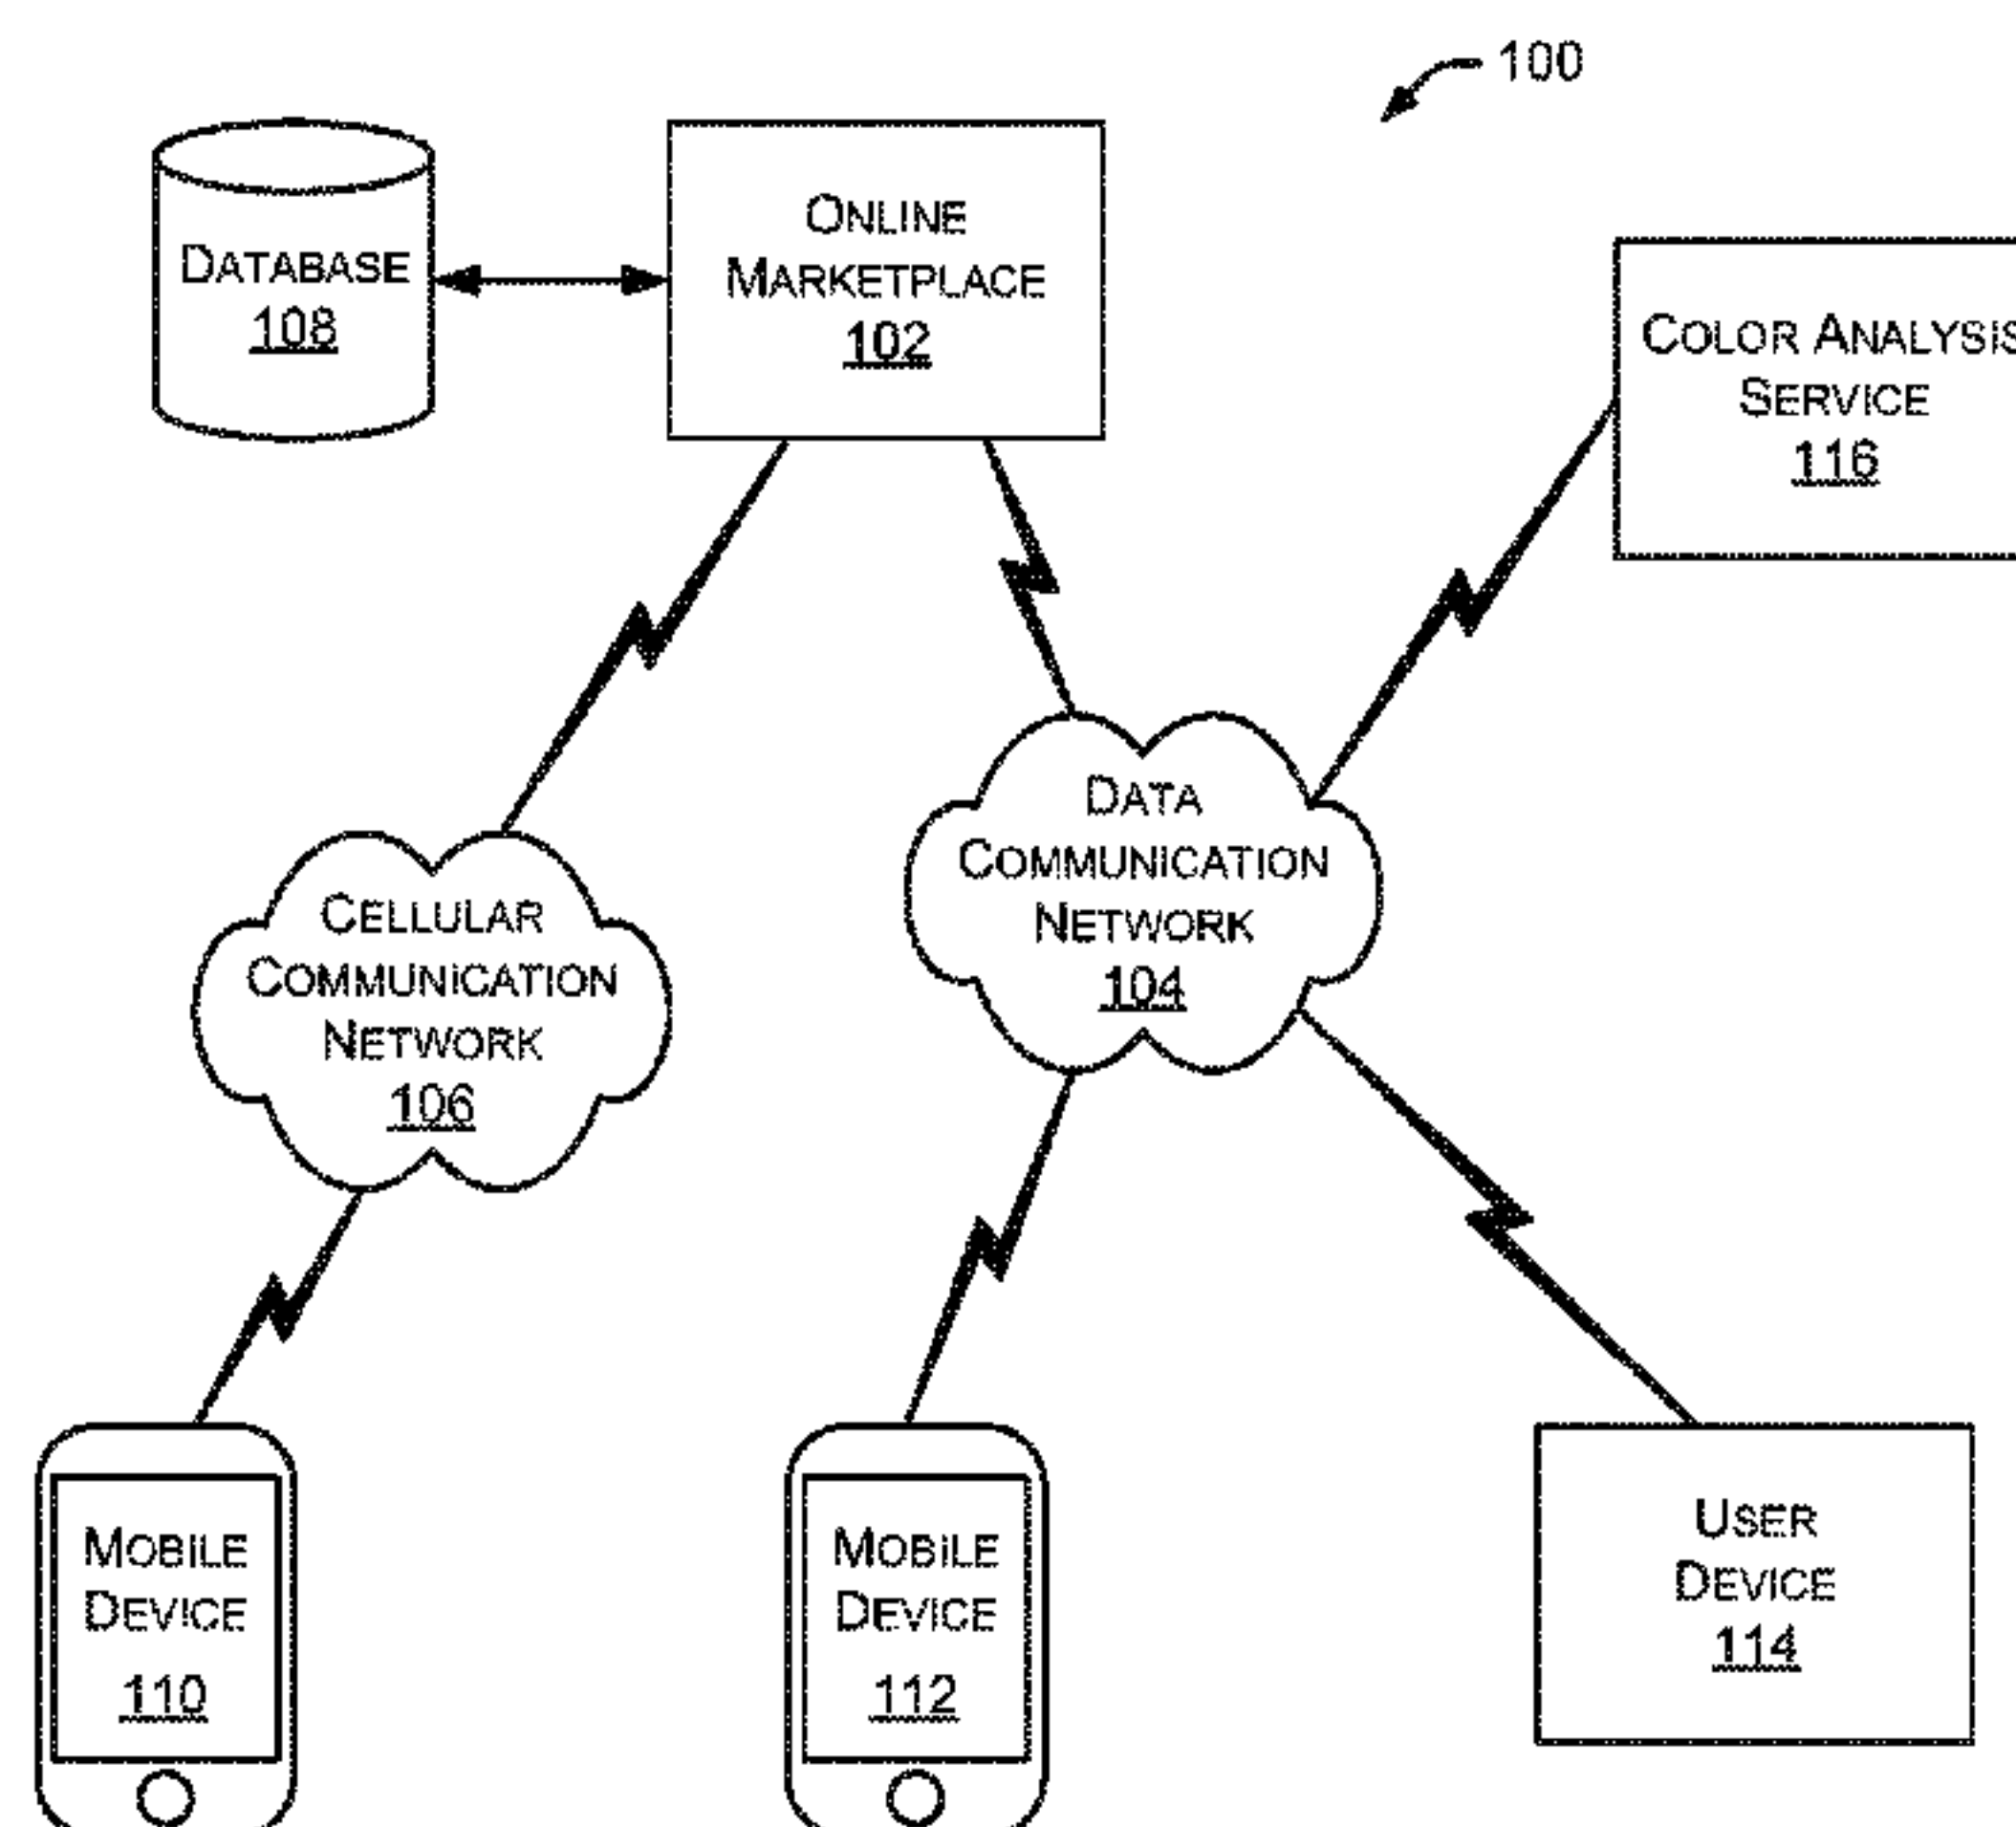 100
DATABASE
108
ONLINE
MARKETPLACE
102
COLOR ANALYSIS
SERVICE
116
DATA
COMMUNICATION
NETWORK
104
CELLULAR
COMMUNICATION
NETWORK
106
MOBILE
DEVICE
110
MOBILE
DEVICE
112
USER
DEVICE
114